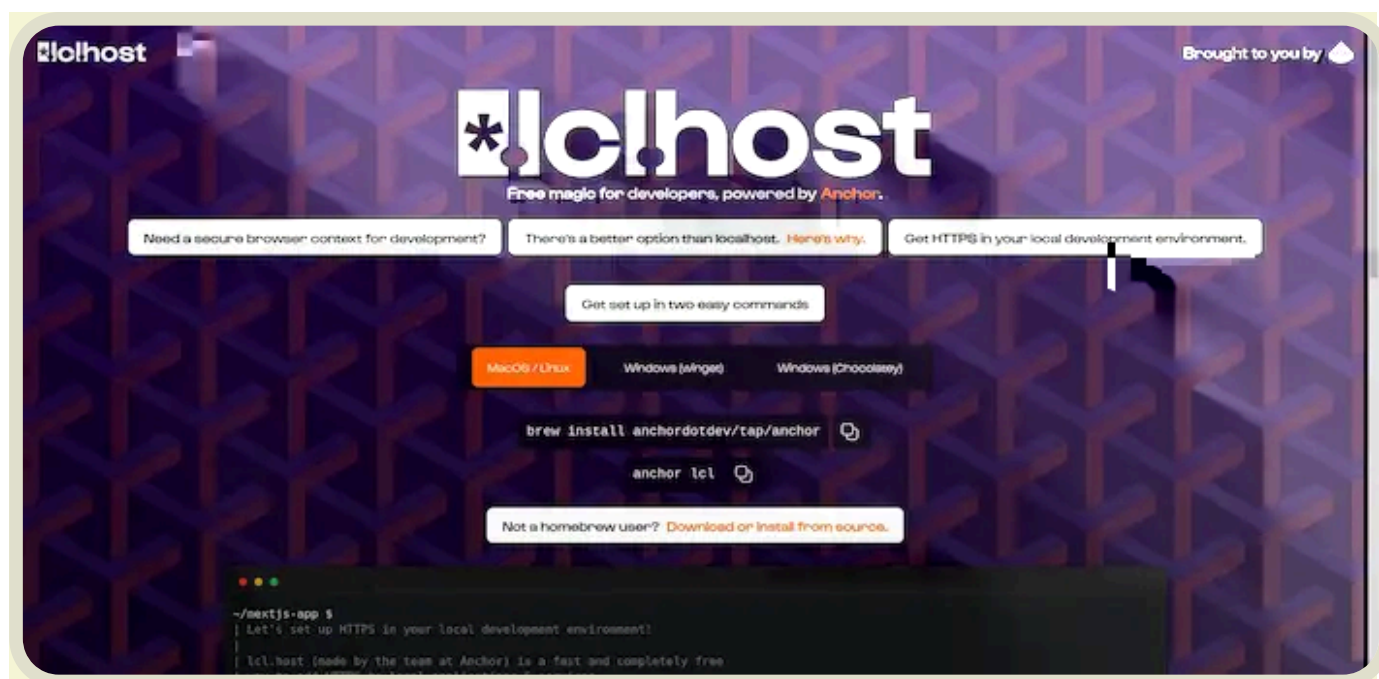 *.lcl.host
Brought to you by
*.lcl.host
Free magic for developers, powered by Anchor.
Need a secure browser context for development?
There's a better option than localhost. Here's why.
Get HTTPS in your local development environment.
Get set up in two easy commands
MacOS / Linux
Windows (winget)
Windows (Chocolatey)
brew install anchordotdev/tap/anchor
anchor lcl
Not a homebrew user? Download or install from source.
~/nextjs-app $
| Let's set up HTTPS in your local development environment!
|
| lcl.host (made by the team at Anchor) is a fast and completely free